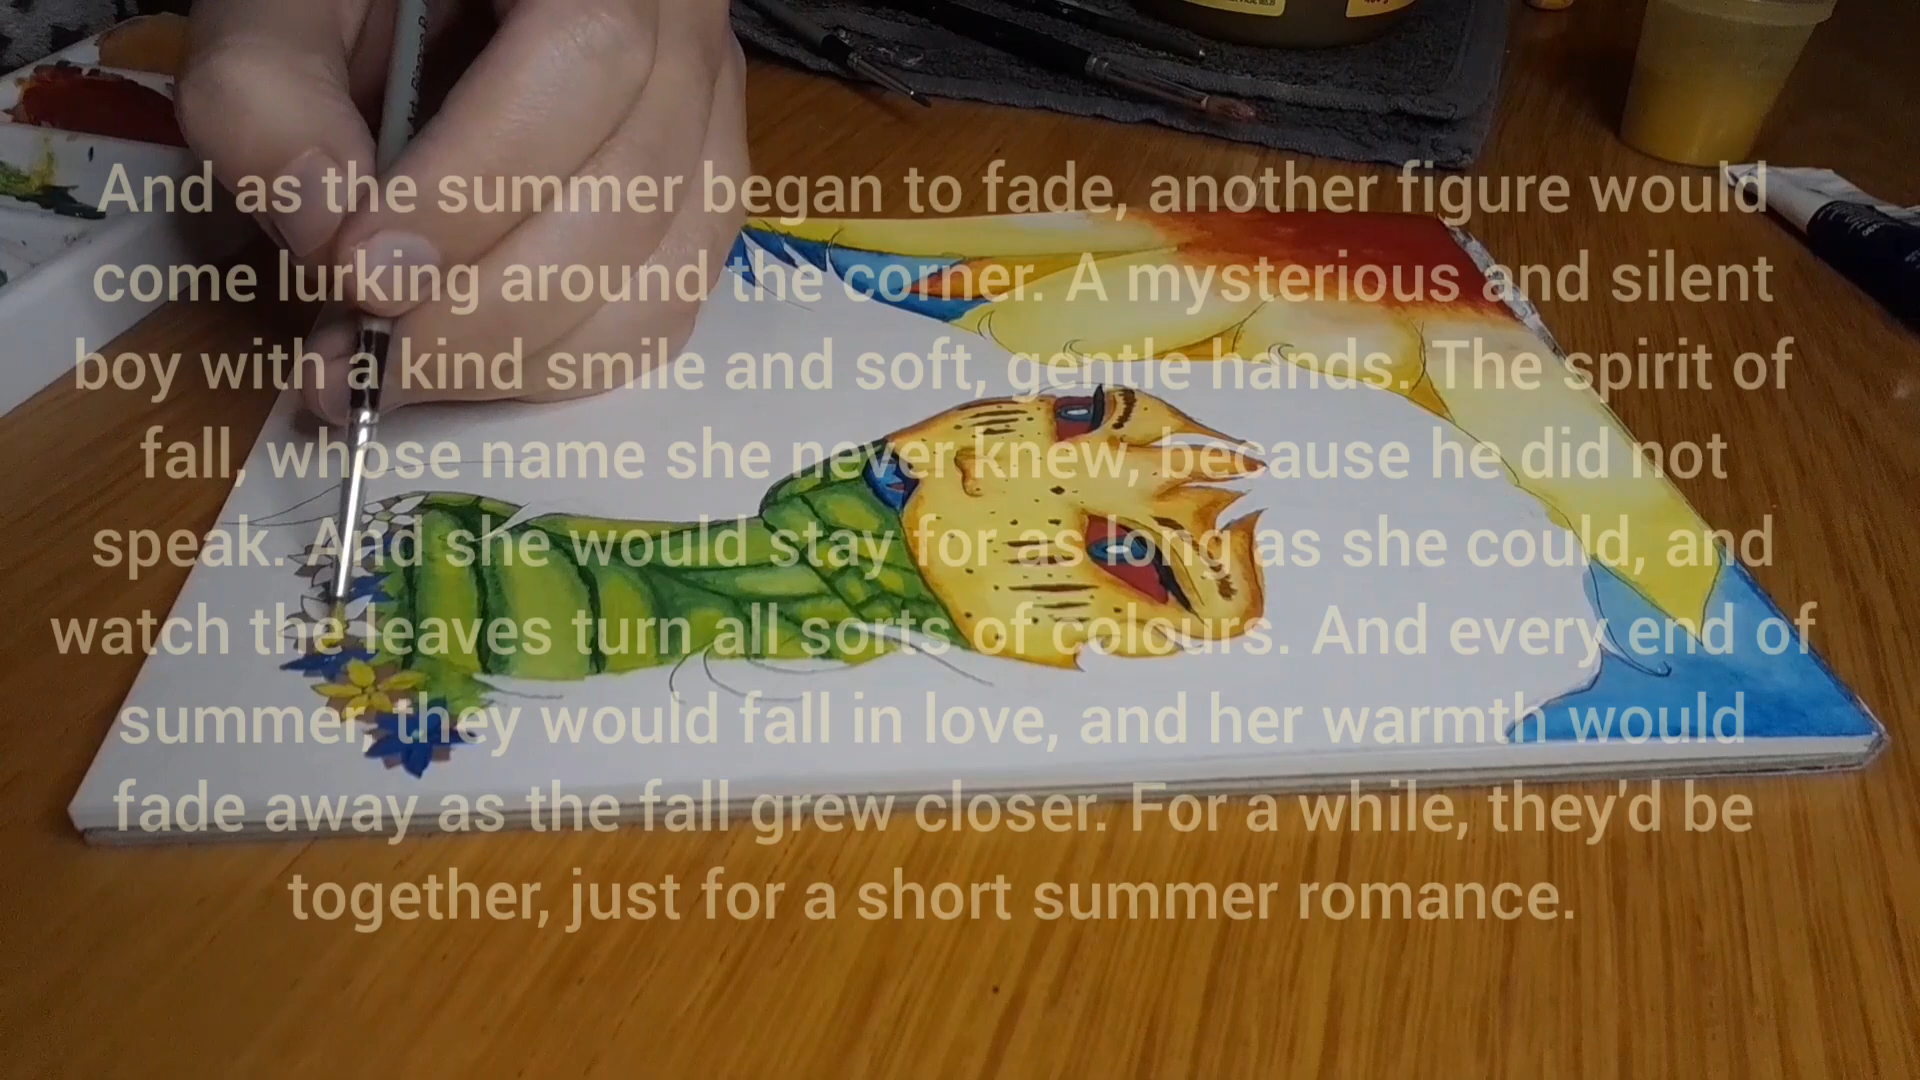 And as the summer began to fade, another figure would
come lurking around the corner. A mysterious and silent
boy with a kind smile and soft, gentle hands. The spirit of
fall, whose name she never knew, because he did not
speak. And she would stay for as long as she could, and
watch the leaves turn all sorts of colours. And every end of
summer, they would fall in love, and her warmth would
fade away as the fall grew closer. For a while, they'd be
together, just for a short summer romance.